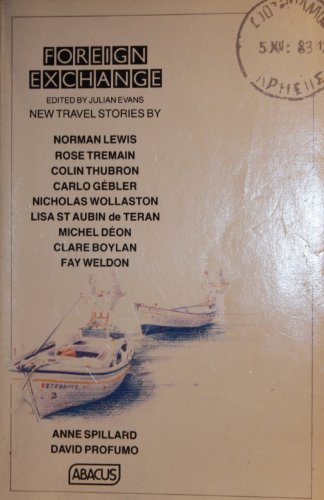 FOREIGN
EXCHANGE
EDITED BY JULIAN EVANS
NEW TRAVEL STORIES BY
NORMAN LEWIS
ROSE TREMAIN
COLIN THUBRON
CARLO GÉBLER
NICHOLAS WOLLASTON
LISA ST AUBIN de TERAN
MICHEL DÉON
CLARE BOYLAN
FAY WELDON
2
ANNE SPILLARD
DAVID PROFUMO
ABACUS